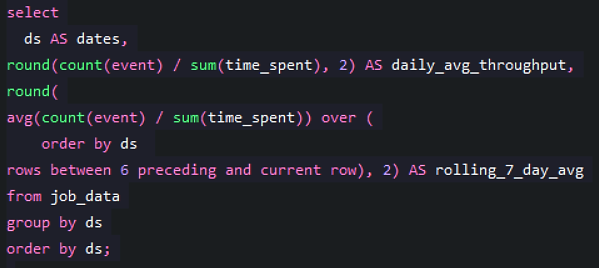 select
  ds AS dates,
round(count(event) / sum(time_spent), 2) AS daily_avg_throughput,
round(
avg(count(event) / sum(time_spent)) over (
    order by ds
rows between 6 preceding and current row), 2) AS rolling_7_day_avg
from job_data
group by ds
order by ds;